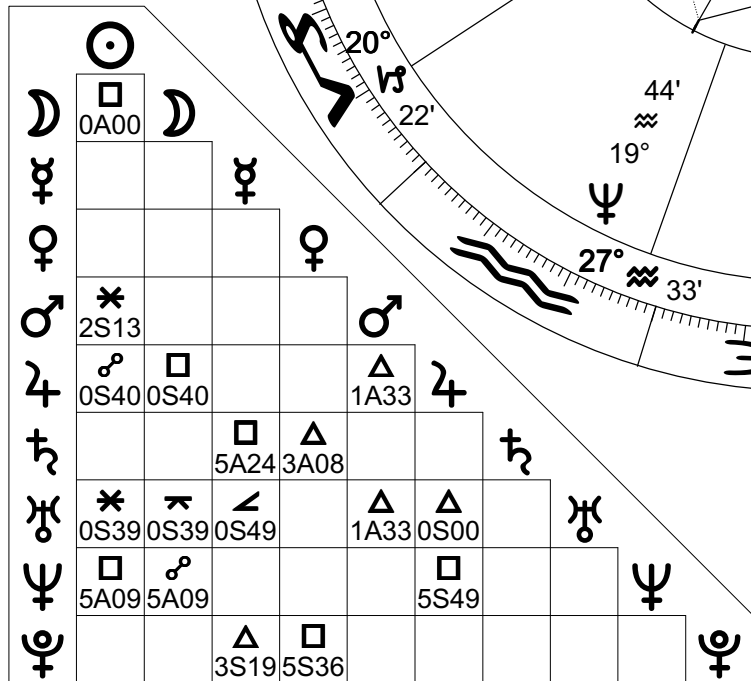 ☉
20°
♑
22'
44'
♒
19°
♆
27° ♒ 33'
☽ □ ☽
0A00
☿ ☿
♀ ♀
♂ ⚹ ♂
2S13
♃ ☍ □ △ ♃
0S40 0S40 1A33
♄ □ △ ♄
5A24 3A08
♅ ⚹ ⚻ ∠ △ △ ♅
0S39 0S39 0S49 1A33 0S00
♆ □ ☍ □ ♆
5A09 5A09 5S49
♇ △ □ ♇
3S19 5S36